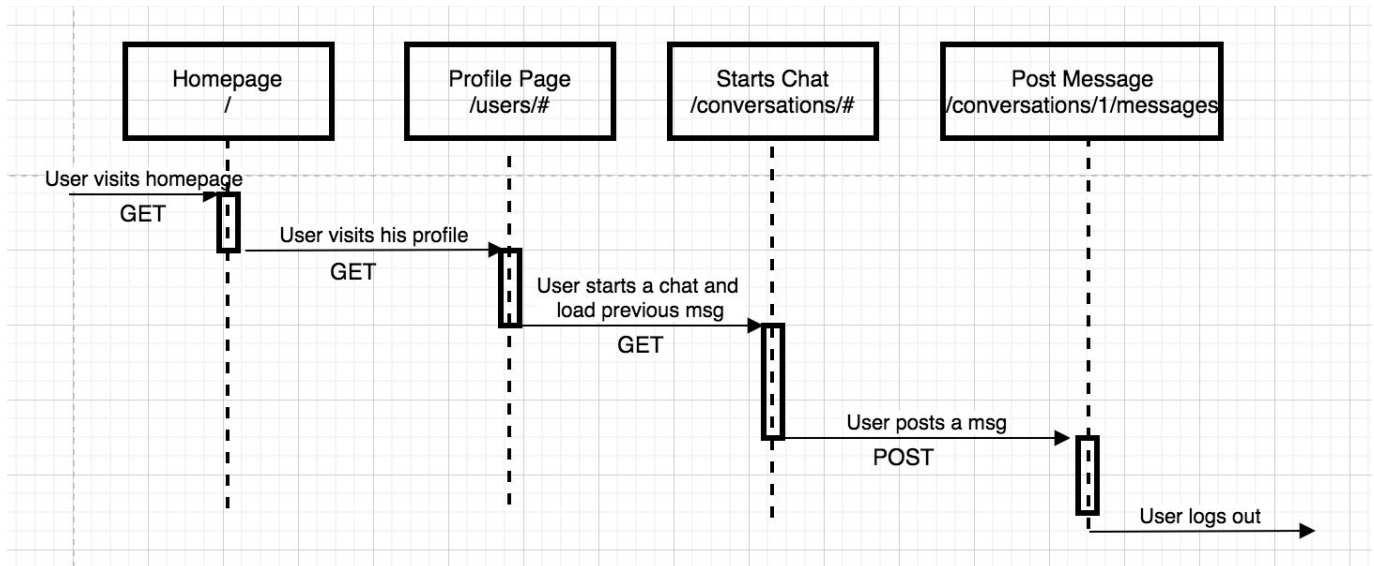 Homepage
/
Profile Page
/users/#
Starts Chat
/conversations/#
Post Message
/conversations/1/messages
User visits homepage
GET
User visits his profile
GET
User starts a chat and
load previous msg
GET
User posts a msg
POST
User logs out